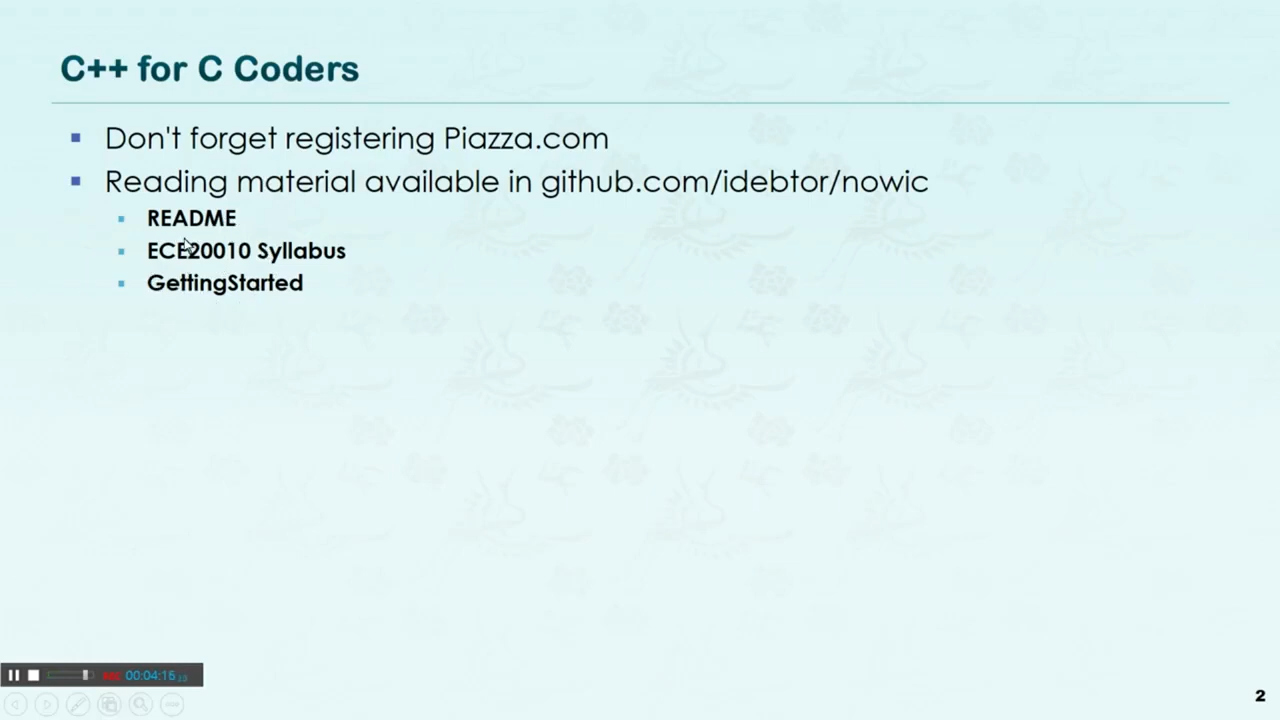 C++ for C Coders
Don't forget registering Piazza.com
Reading material available in github.com/idebtor/nowic
README
ECE20010 Syllabus
GettingStarted
00:04:16
2